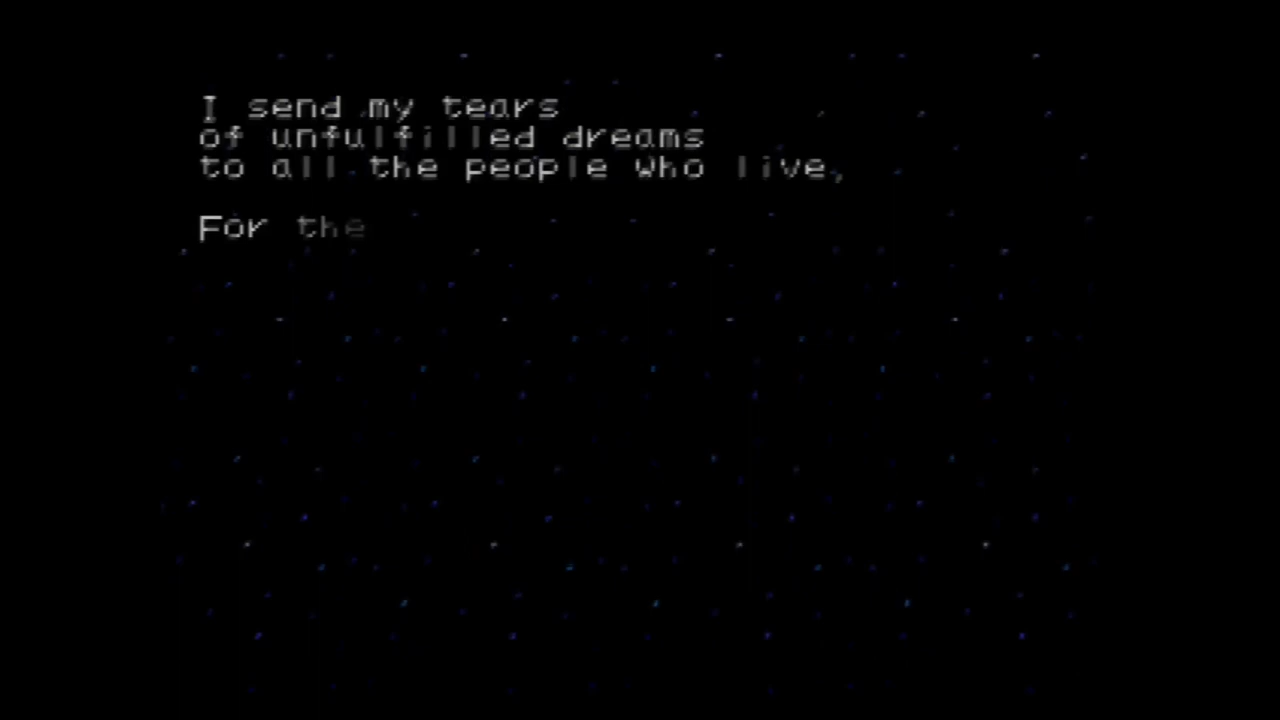 I send my tears
of unfulfilled dreams
to all the people who live,
For the